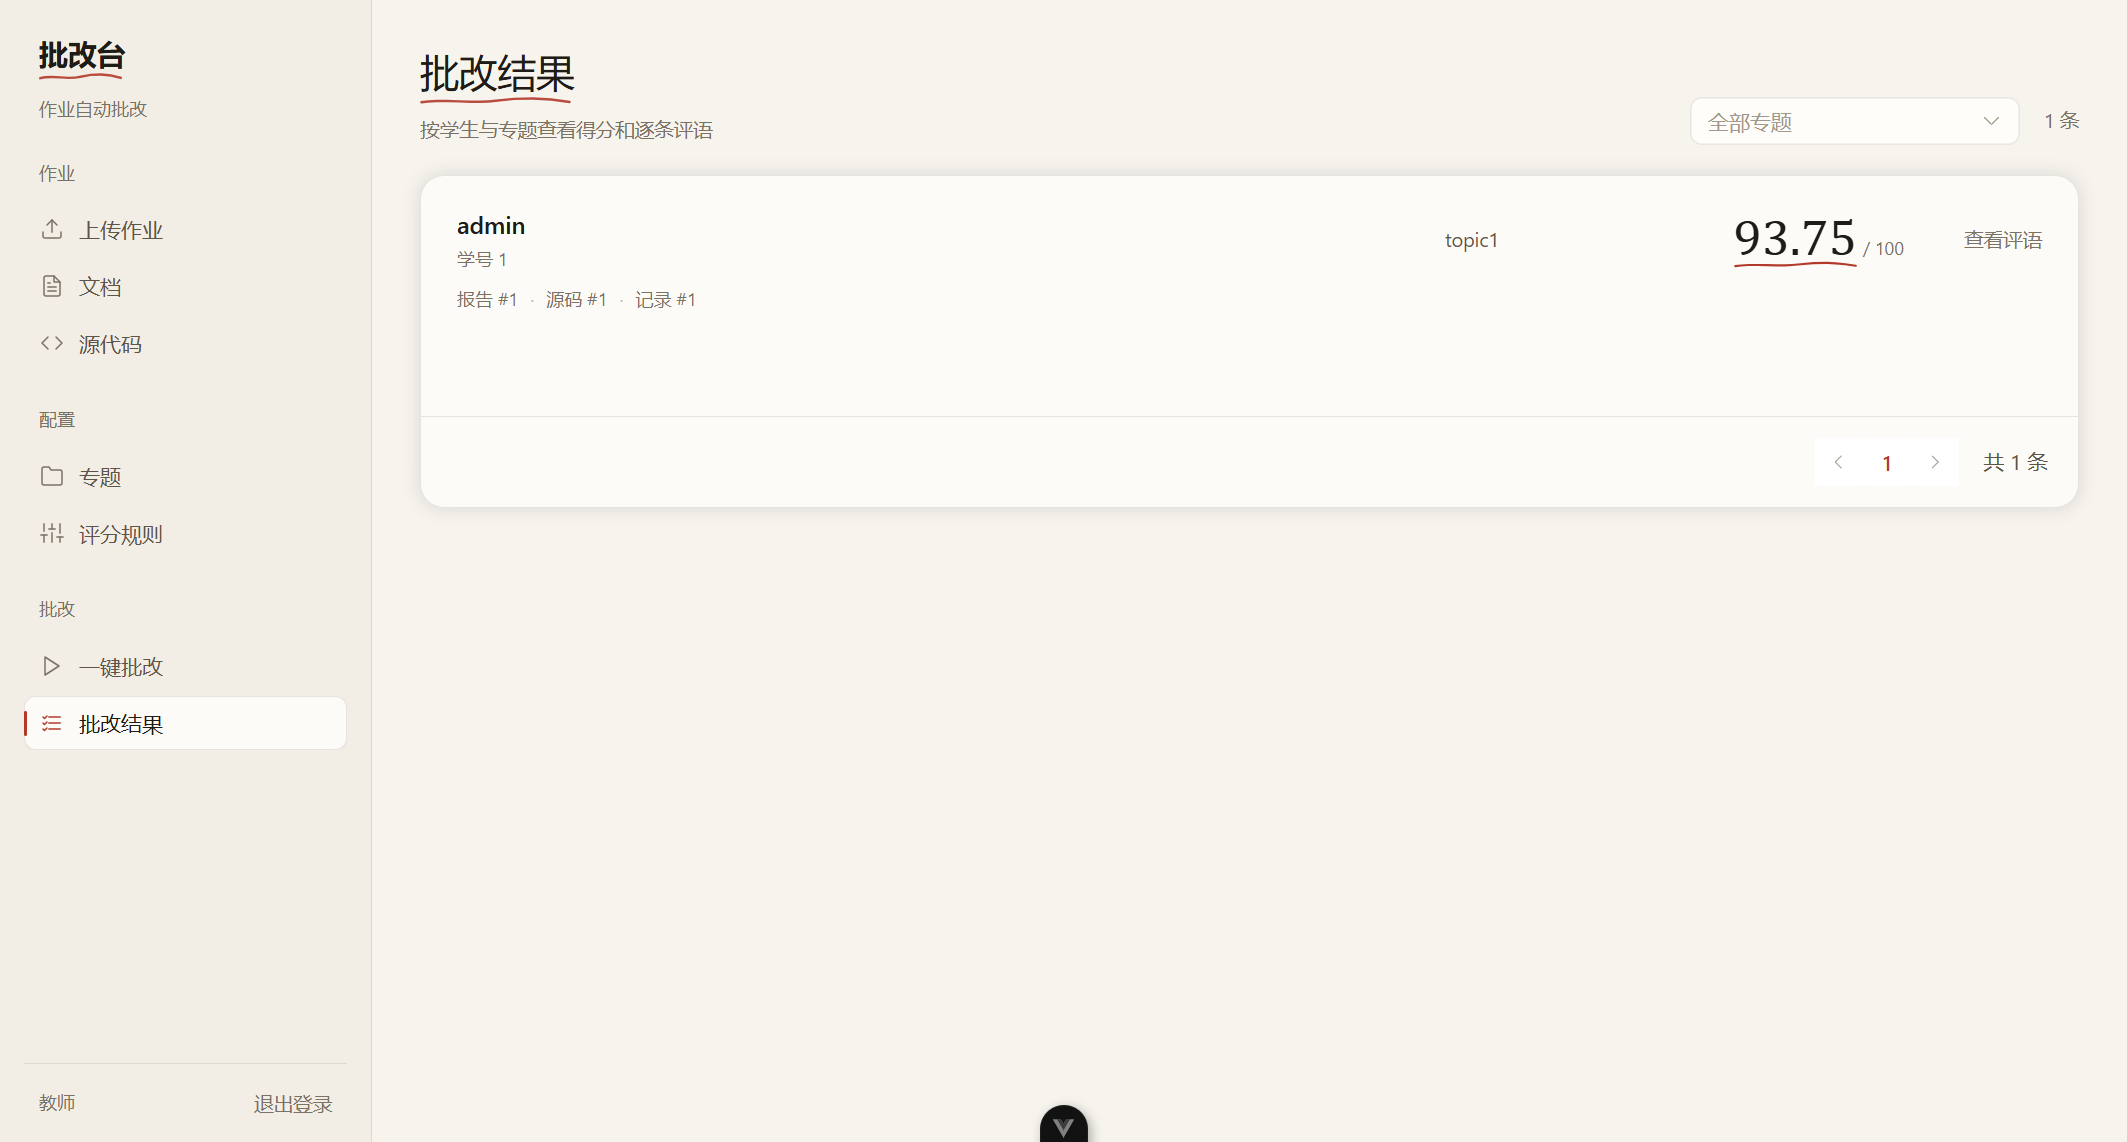 批改台
作业自动批改
作业
上传作业
文档
源代码
配置
专题
评分规则
批改
一键批改
批改结果
教师
退出登录
批改结果
按学生与专题查看得分和逐条评语
全部专题
1 条
admin
学号 1
报告 #1 · 源码 #1 · 记录 #1
topic1
93.75 / 100
查看评语
1
共 1 条